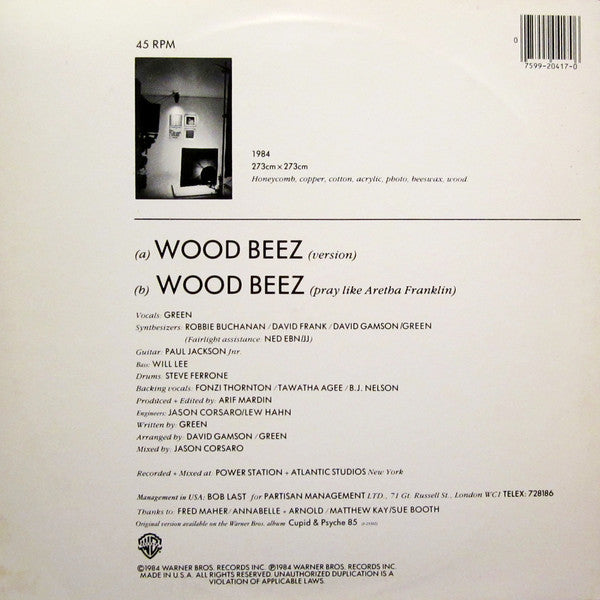 45 RPM
0
7599-20417-0
1984
273cm × 273cm
Honeycomb, copper, cotton, acrylic, photo, beeswax, wood
(a) WOOD BEEZ (version)
(b) WOOD BEEZ (pray like Aretha Franklin)
Vocals: GREEN
Synthesizers: ROBBIE BUCHANAN / DAVID FRANK / DAVID GAMSON / GREEN
(Fairlight assistance: NED EBN/JJ)
Guitar: PAUL JACKSON Jnr.
Bass: WILL LEE
Drums: STEVE FERRONE
Backing vocals: FONZI THORNTON / TAWATHA AGEE / B.J. NELSON
Produced + Edited by: ARIF MARDIN
Engineers: JASON CORSARO/LEW HAHN
Written by: GREEN
Arranged by: DAVID GAMSON / GREEN
Mixed by: JASON CORSARO
Recorded + Mixed at: POWER STATION + ATLANTIC STUDIOS New York
Management in USA: BOB LAST for PARTISAN MANAGEMENT LTD., 71 Gt. Russell St., London WC1 TELEX: 728186
Thanks to: FRED MAHER / ANNABELLE + ARNOLD / MATTHEW KAY / SUE BOOTH
Original version available on the Warner Bros. album Cupid & Psyche 85
©1984 WARNER BROS. RECORDS INC. ℗1984 WARNER BROS. RECORDS INC.
MADE IN U.S.A. ALL RIGHTS RESERVED. UNAUTHORIZED DUPLICATION IS A
VIOLATION OF APPLICABLE LAWS.